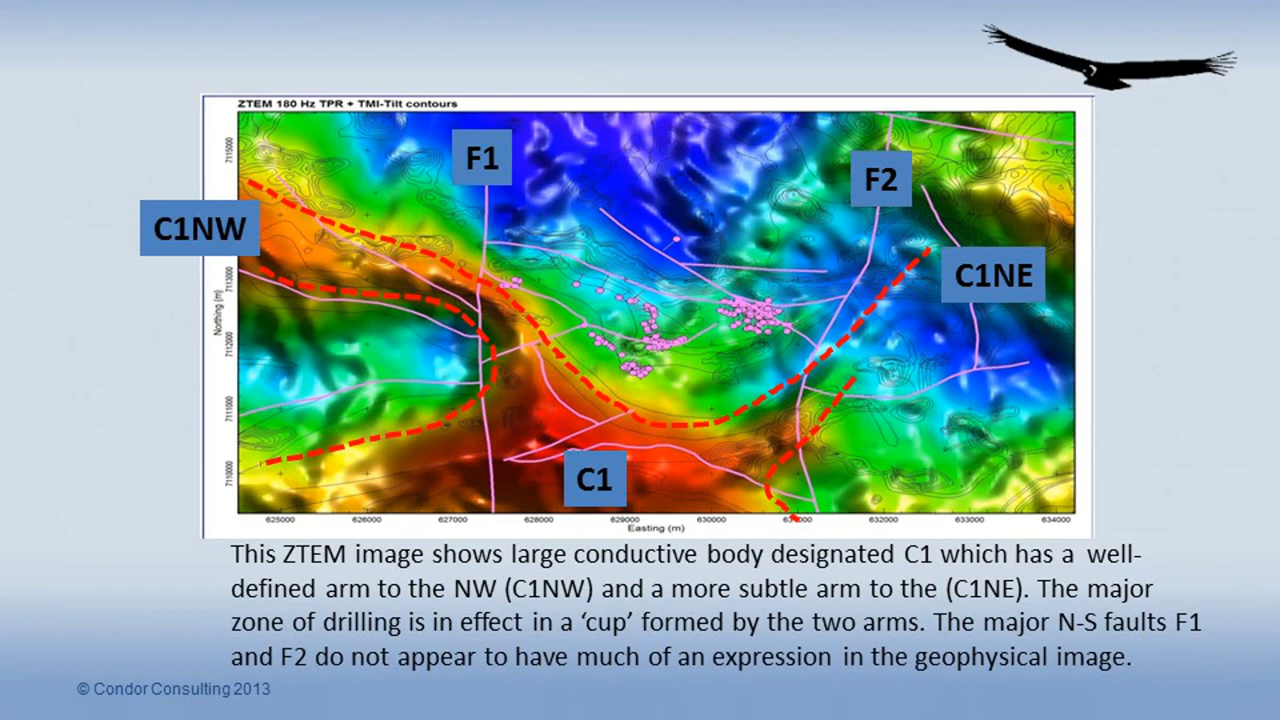 ZTEM 180 Hz TPR + TMI-Tilt contours
F1
F2
C1NW
C1NE
C1
Northing (m)
7115000
7113000
7112000
7111000
7110000
625000 626000 627000 628000 629000 630000 632000 633000 634000
Easting (m)
This ZTEM image shows large conductive body designated C1 which has a well-
defined arm to the NW (C1NW) and a more subtle arm to the (C1NE). The major
zone of drilling is in effect in a ‘cup’ formed by the two arms. The major N-S faults F1
and F2 do not appear to have much of an expression in the geophysical image.
© Condor Consulting 2013